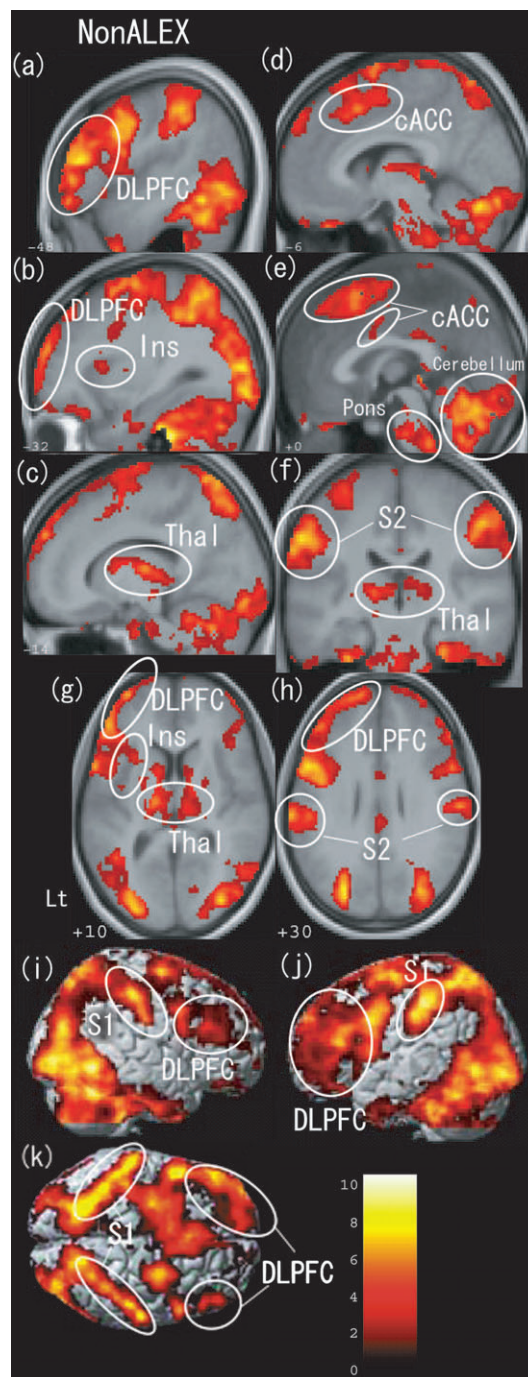 NonALEX
(a)
DLPFC
-48
(d)
cACC
-6
(b)
DLPFC
Ins
-32
(e)
cACC
Cerebellum
Pons
+0
(c)
Thal
-14
(f)
S2
Thal
(g)
DLPFC
Ins
Thal
Lt
+10
(h)
DLPFC
S2
+30
(i)
S1
DLPFC
(j)
S1
DLPFC
(k)
S1
DLPFC
10
8
6
4
2
0